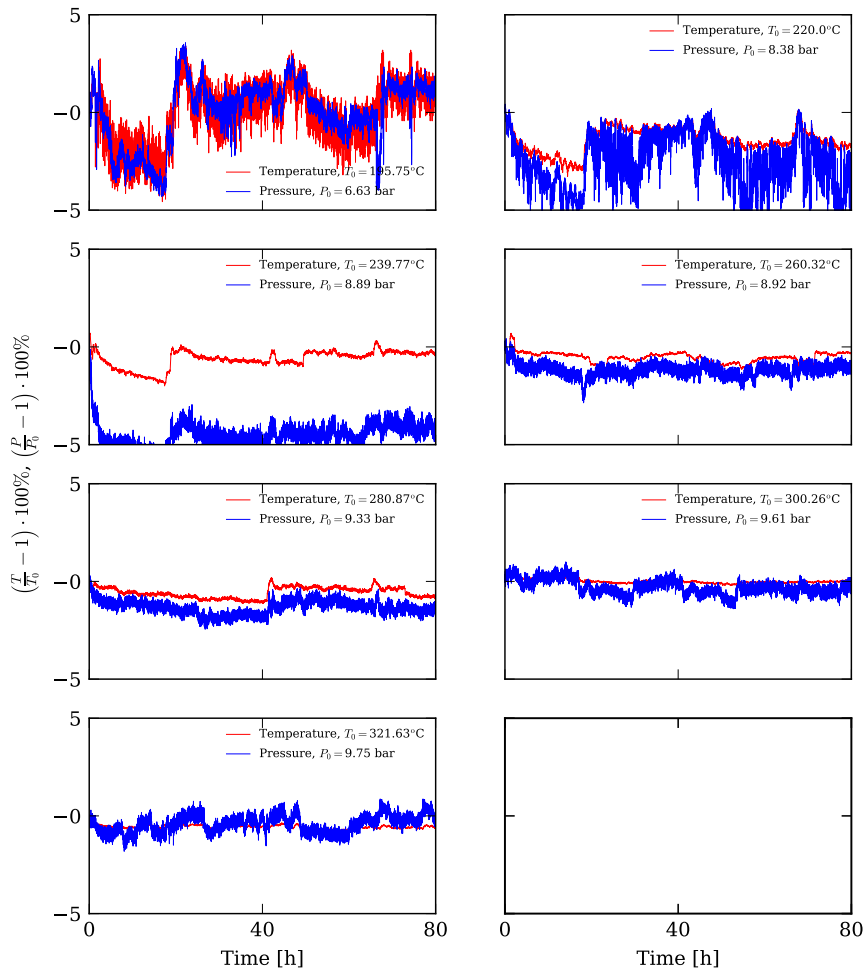 5
−0
−5
Temperature, T₀ = 195.75°C
Pressure, P₀ = 6.63 bar
Temperature, T₀ = 220.0°C
Pressure, P₀ = 8.38 bar
5
−0
−5
Temperature, T₀ = 239.77°C
Pressure, P₀ = 8.89 bar
Temperature, T₀ = 260.32°C
Pressure, P₀ = 8.92 bar
(T/T₀ − 1) · 100%, (P/P₀ − 1) · 100%
5
−0
−5
Temperature, T₀ = 280.87°C
Pressure, P₀ = 9.33 bar
Temperature, T₀ = 300.26°C
Pressure, P₀ = 9.61 bar
5
−0
−5
Temperature, T₀ = 321.63°C
Pressure, P₀ = 9.75 bar
0 40 80
Time [h]
0 40 80
Time [h]